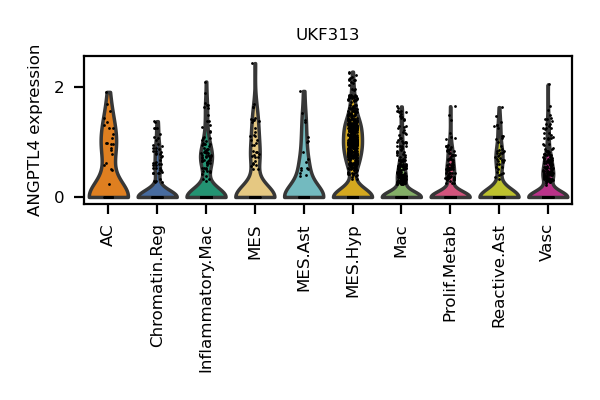 UKF313
ANGPTL4 expression
2
0
AC
Chromatin.Reg
Inflammatory.Mac
MES
MES.Ast
MES.Hyp
Mac
Prolif.Metab
Reactive.Ast
Vasc